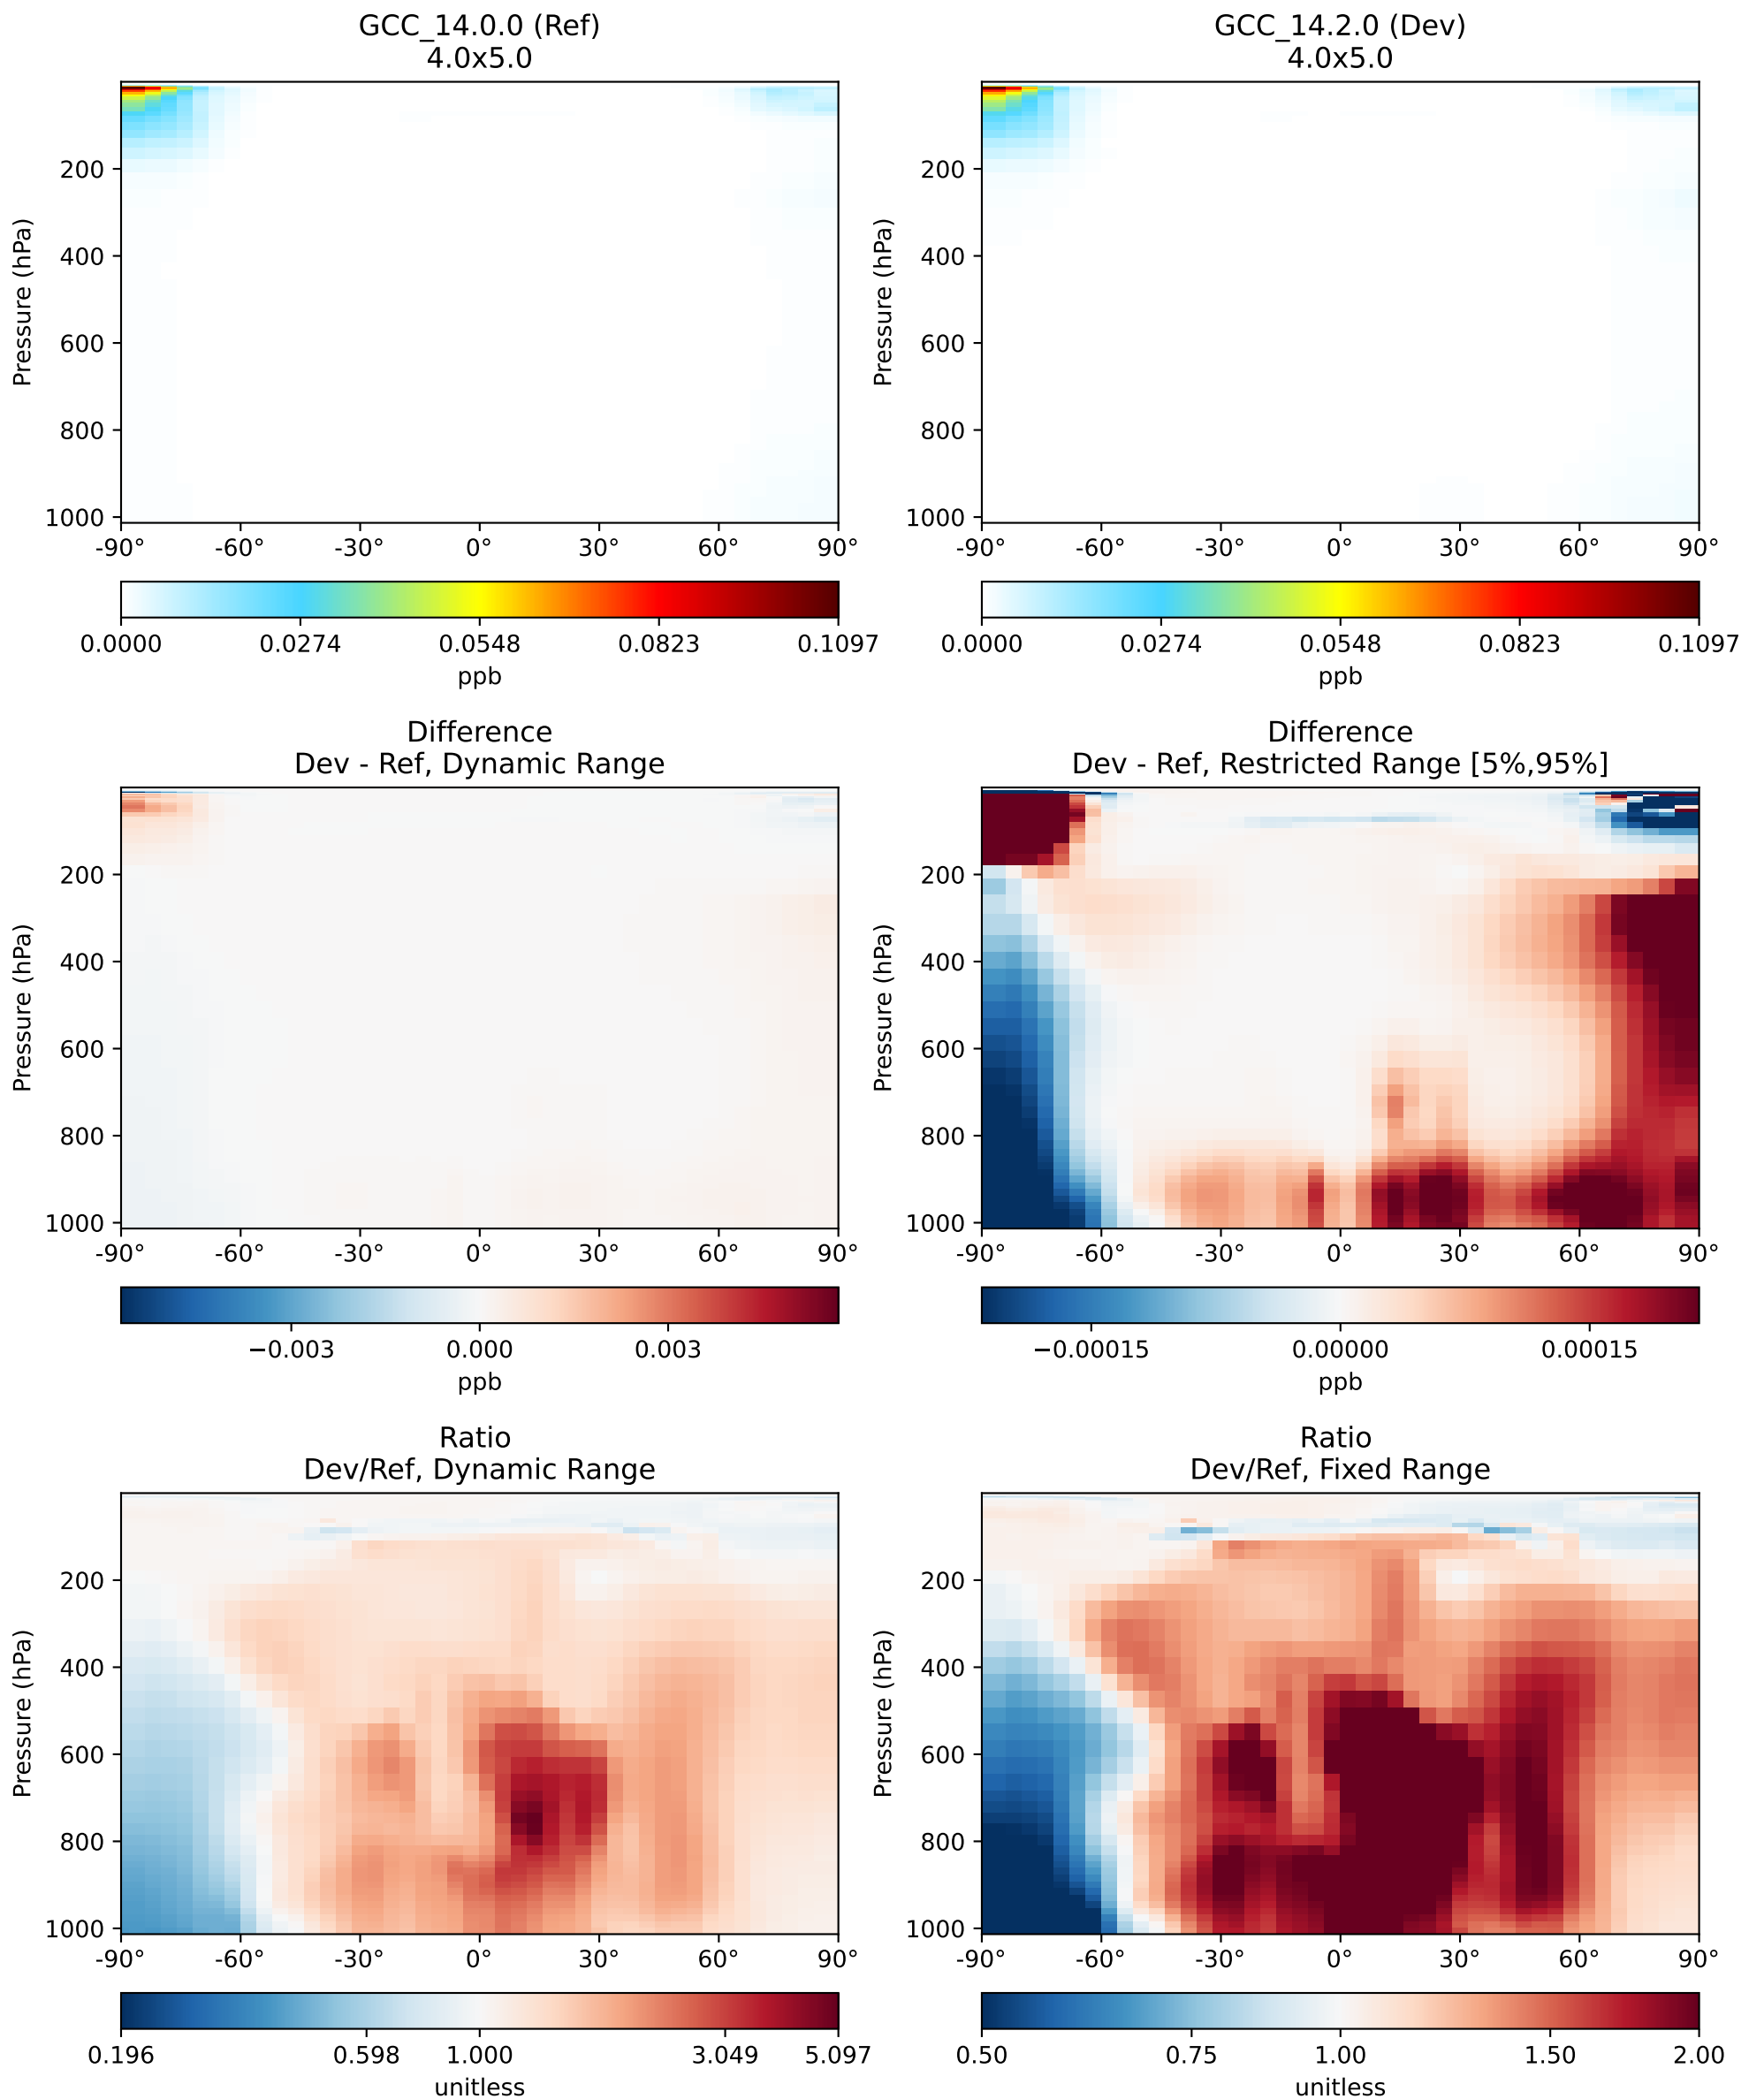 GCC_14.0.0 (Ref)
4.0x5.0
GCC_14.2.0 (Dev)
4.0x5.0
Pressure (hPa)
200
400
600
800
1000
-90° -60° -30° 0° 30° 60° 90°
0.0000 0.0274 0.0548 0.0823 0.1097
ppb
Pressure (hPa)
200
400
600
800
1000
-90° -60° -30° 0° 30° 60° 90°
0.0000 0.0274 0.0548 0.0823 0.1097
ppb
Difference
Dev - Ref, Dynamic Range
Pressure (hPa)
200
400
600
800
1000
-90° -60° -30° 0° 30° 60° 90°
−0.003 0.000 0.003
ppb
Difference
Dev - Ref, Restricted Range [5%,95%]
Pressure (hPa)
200
400
600
800
1000
-90° -60° -30° 0° 30° 60° 90°
−0.00015 0.00000 0.00015
ppb
Ratio
Dev/Ref, Dynamic Range
Pressure (hPa)
200
400
600
800
1000
-90° -60° -30° 0° 30° 60° 90°
0.196 0.598 1.000 3.049 5.097
unitless
Ratio
Dev/Ref, Fixed Range
Pressure (hPa)
200
400
600
800
1000
-90° -60° -30° 0° 30° 60° 90°
0.50 0.75 1.00 1.50 2.00
unitless